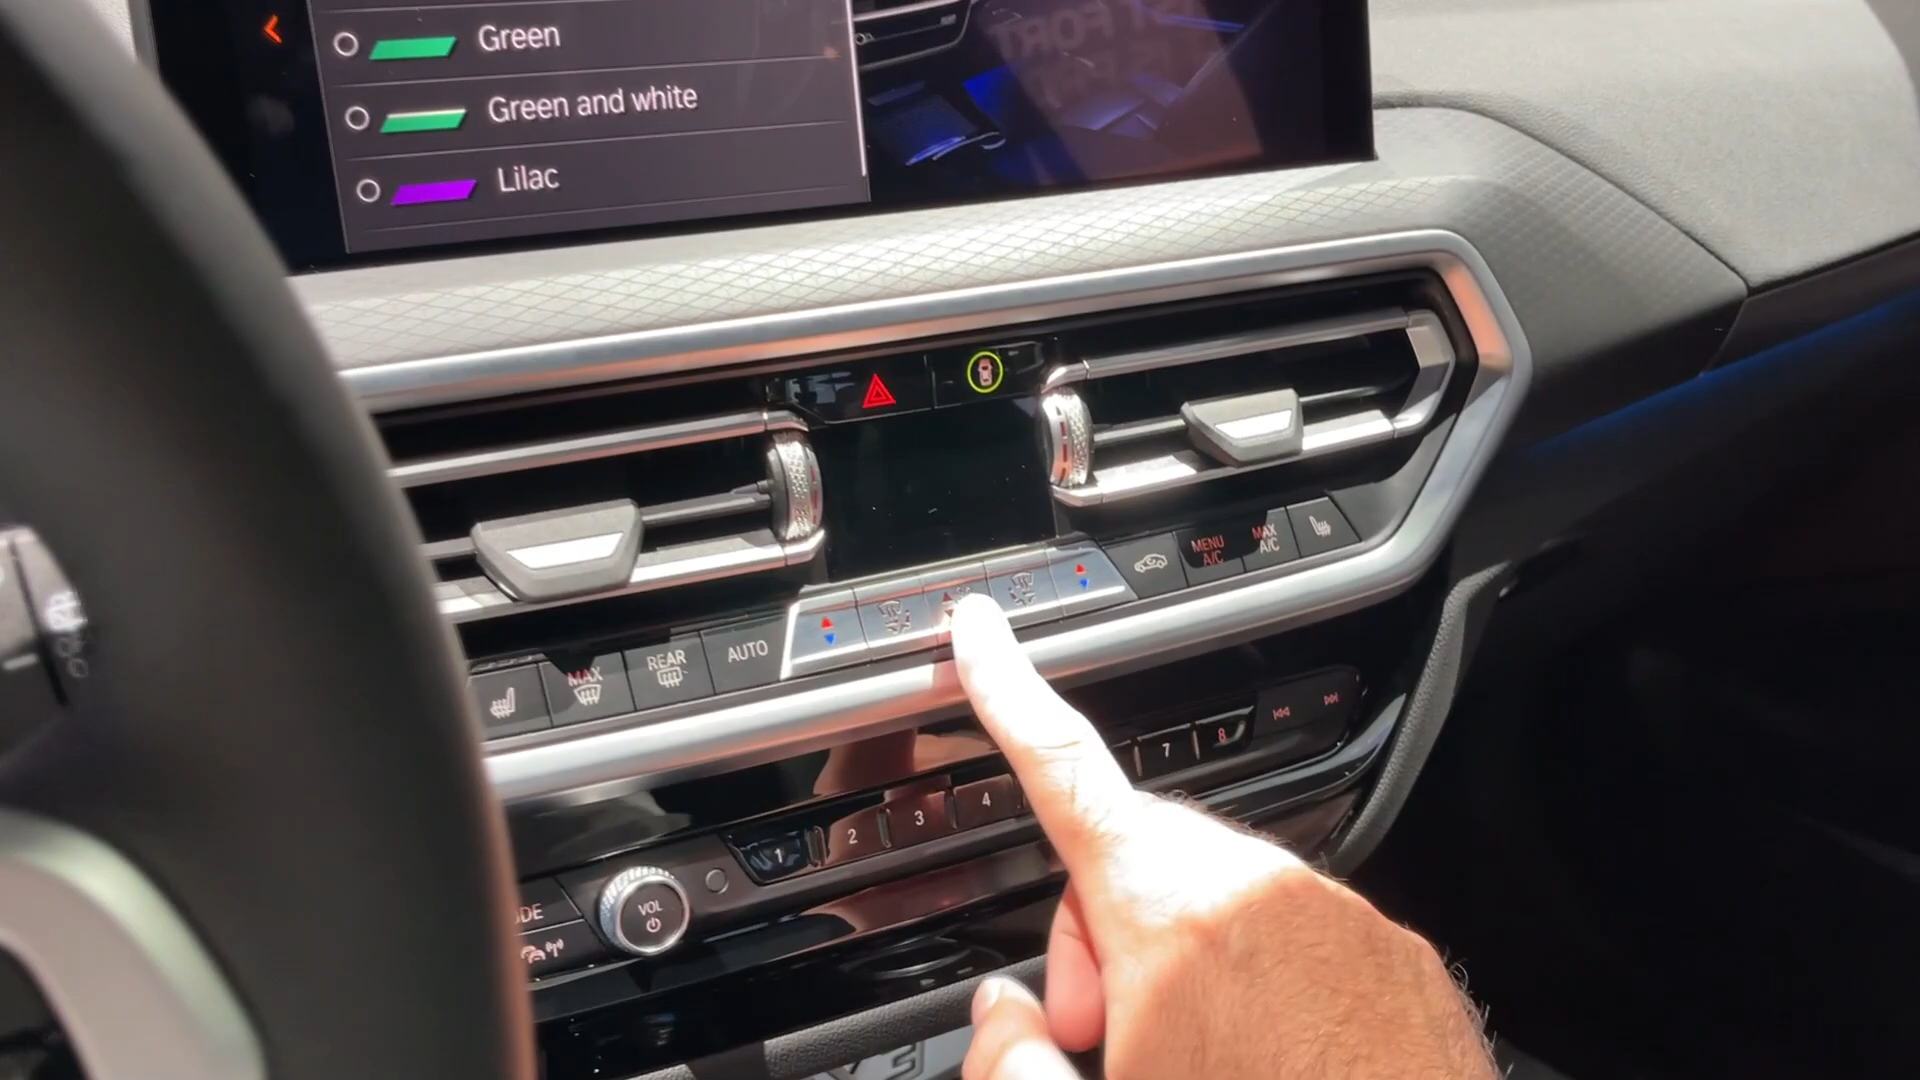 Green
Green and white
Lilac
MENU
A/C
MAX
A/C
MAX
REAR
AUTO
1
2
3
4
7
8
VOL